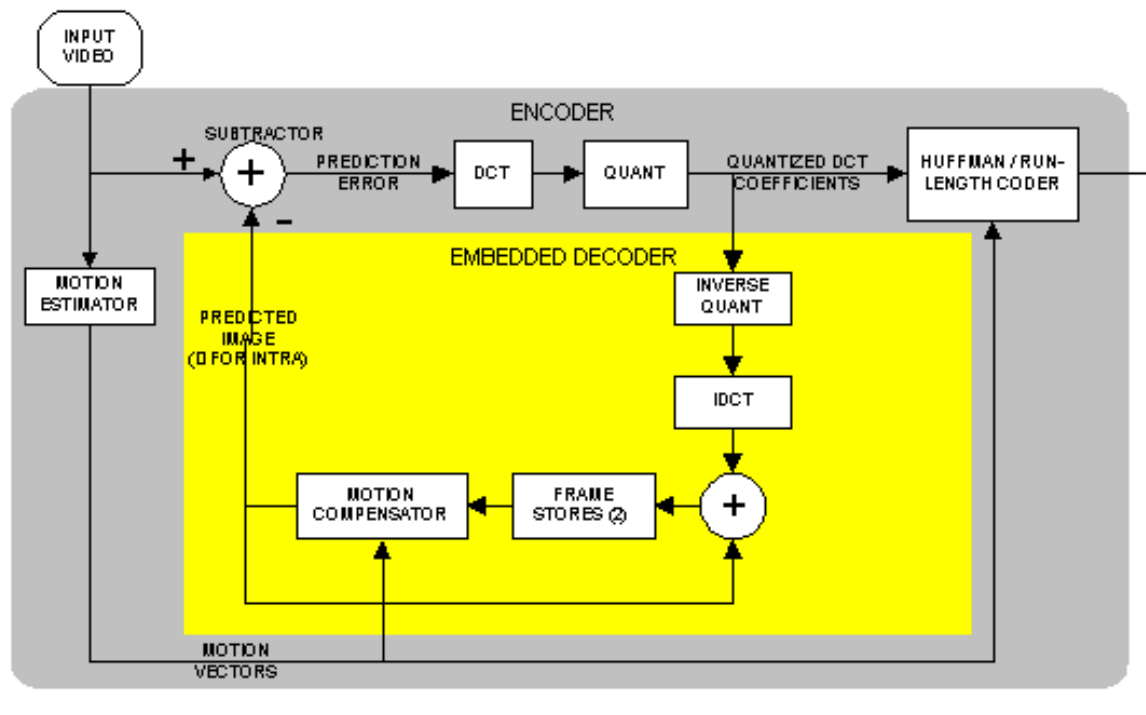 INPUT
VIDEO
ENCODER
SUBTRACTOR
+
+
-
PREDICTION
ERROR
DCT
QUANT
QUANTIZED DCT
COEFFICIENTS
HUFFMAN / RUN-
LENGTH CODER
EMBEDDED DECODER
MOTION
ESTIMATOR
INVERSE
QUANT
PREDICTED
IMAGE
(0 FOR INTRA)
IDCT
MOTION
COMPENSATOR
FRAME
STORES (2)
+
MOTION
VECTORS